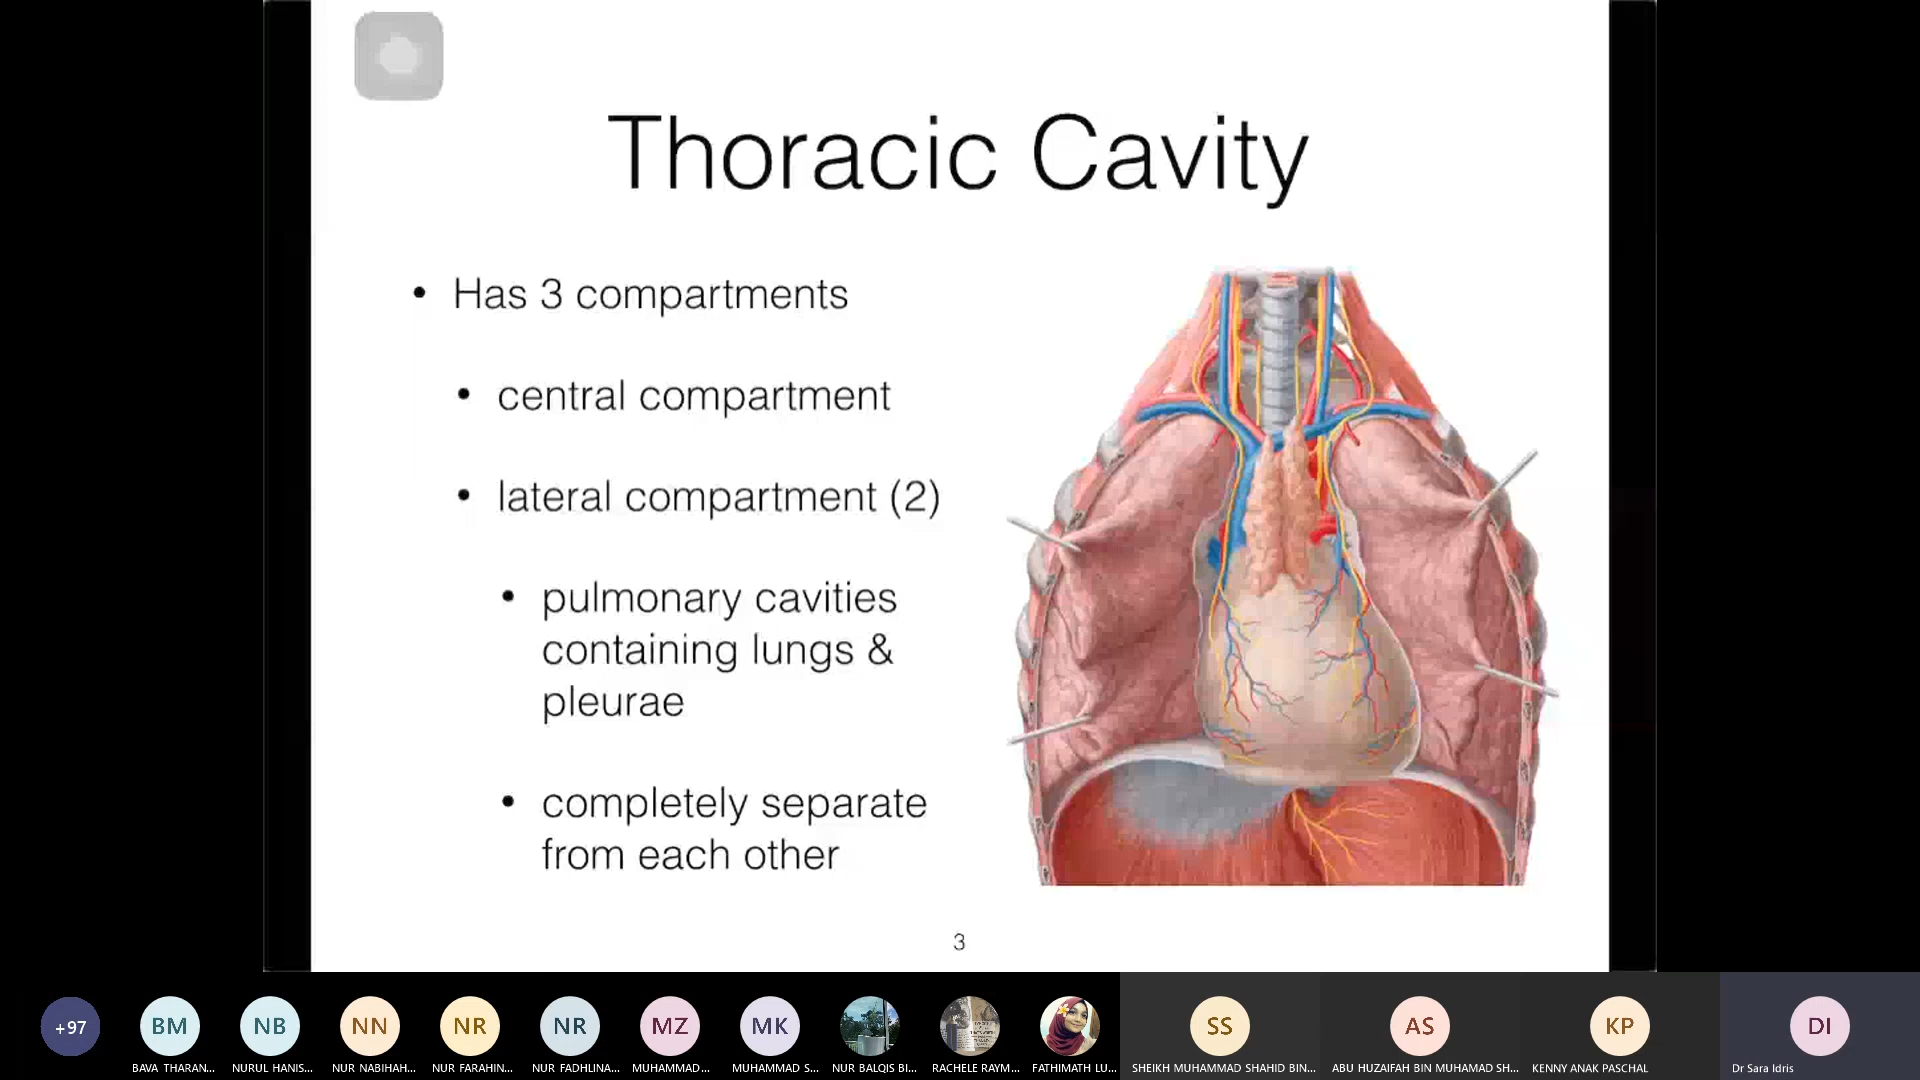 Thoracic Cavity
• Has 3 compartments
• central compartment
• lateral compartment (2)
• pulmonary cavities
containing lungs &
pleurae
• completely separate
from each other
3
+97
BM
NB
NN
NR
NR
MZ
MK
SS
AS
KP
DI
BAVA THARAN...
NURUL HANIS...
NUR NABIHAH...
NUR FARAHIN...
NUR FADHLINA...
MUHAMMAD...
MUHAMMAD S...
NUR BALQIS BI...
RACHELE RAYM...
FATHIMATH LU...
SHEIKH MUHAMMAD SHAHID BIN...
ABU HUZAIFAH BIN MUHAMAD SH...
KENNY ANAK PASCHAL
Dr Sara Idris